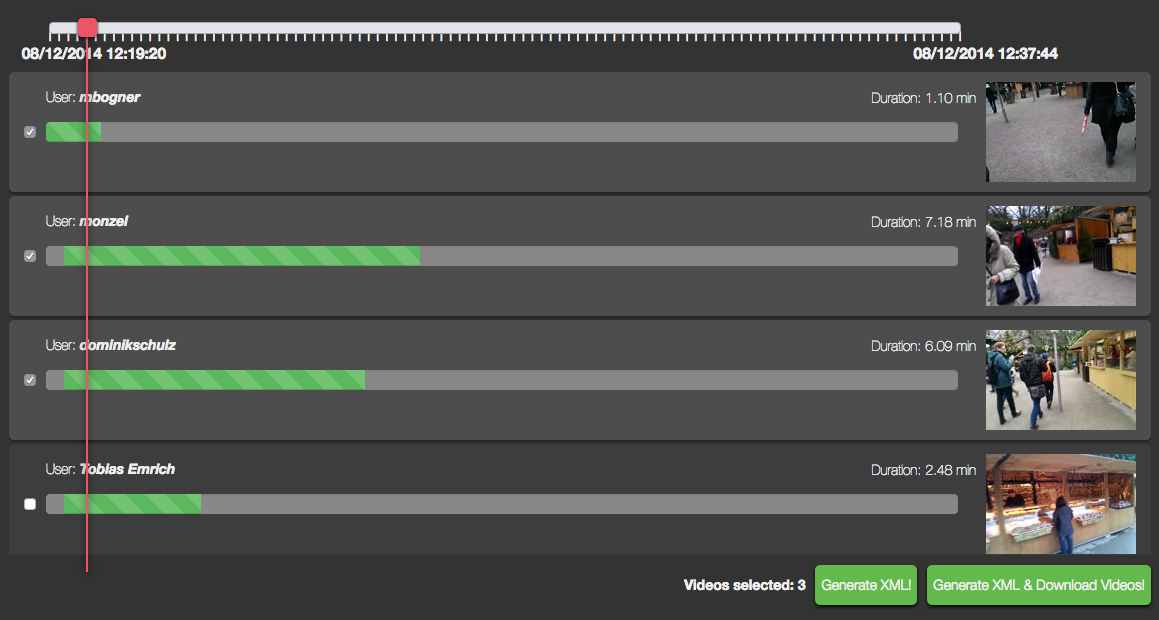 08/12/2014 12:19:20 08/12/2014 12:37:44
User: mbogner Duration: 1.10 min
User: monzel Duration: 7.18 min
User: dominikschulz Duration: 6.09 min
User: Tobias Emrich Duration: 2.48 min
Videos selected: 3 Generate XML! Generate XML & Download Videos!